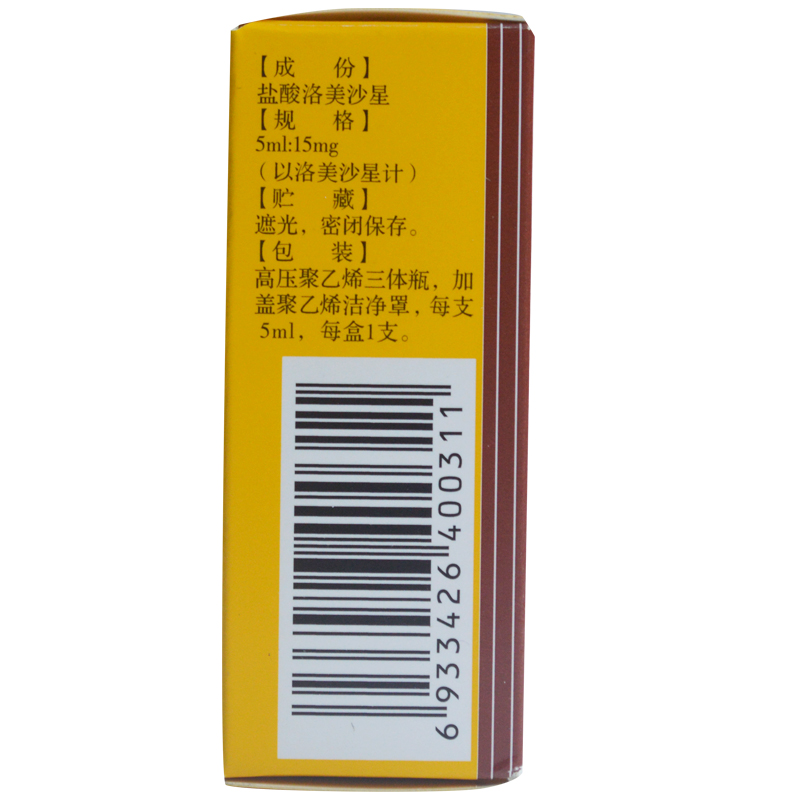 【成 份】
盐酸洛美沙星
【规 格】
5ml:15mg
（以洛美沙星计）
【贮 藏】
遮光，密闭保存。
【包 装】
高压聚乙烯三体瓶，加
盖聚乙烯洁净罩，每支
5ml，每盒1支。
6933426400311